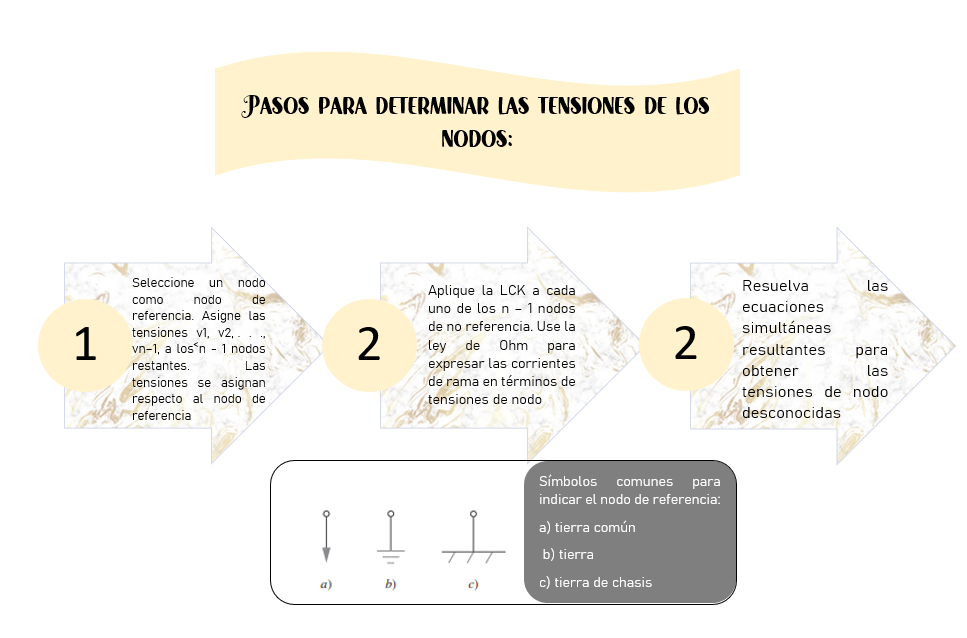 Pasos para determinar las tensiones de los
nodos:
1
Seleccione un nodo
como nodo de
referencia. Asigne las
tensiones v1, v2, . . .,
vn–1, a los n - 1 nodos
restantes. Las
tensiones se asignan
respecto al nodo de
referencia
2
Aplique la LCK a cada
uno de los n – 1 nodos
de no referencia. Use la
ley de Ohm para
expresar las corrientes
de rama en términos de
tensiones de nodo
2
Resuelva las
ecuaciones
simultáneas
resultantes para
obtener las
tensiones de nodo
desconocidas
a) b) c)
Símbolos comunes para
indicar el nodo de referencia:
a) tierra común
b) tierra
c) tierra de chasis